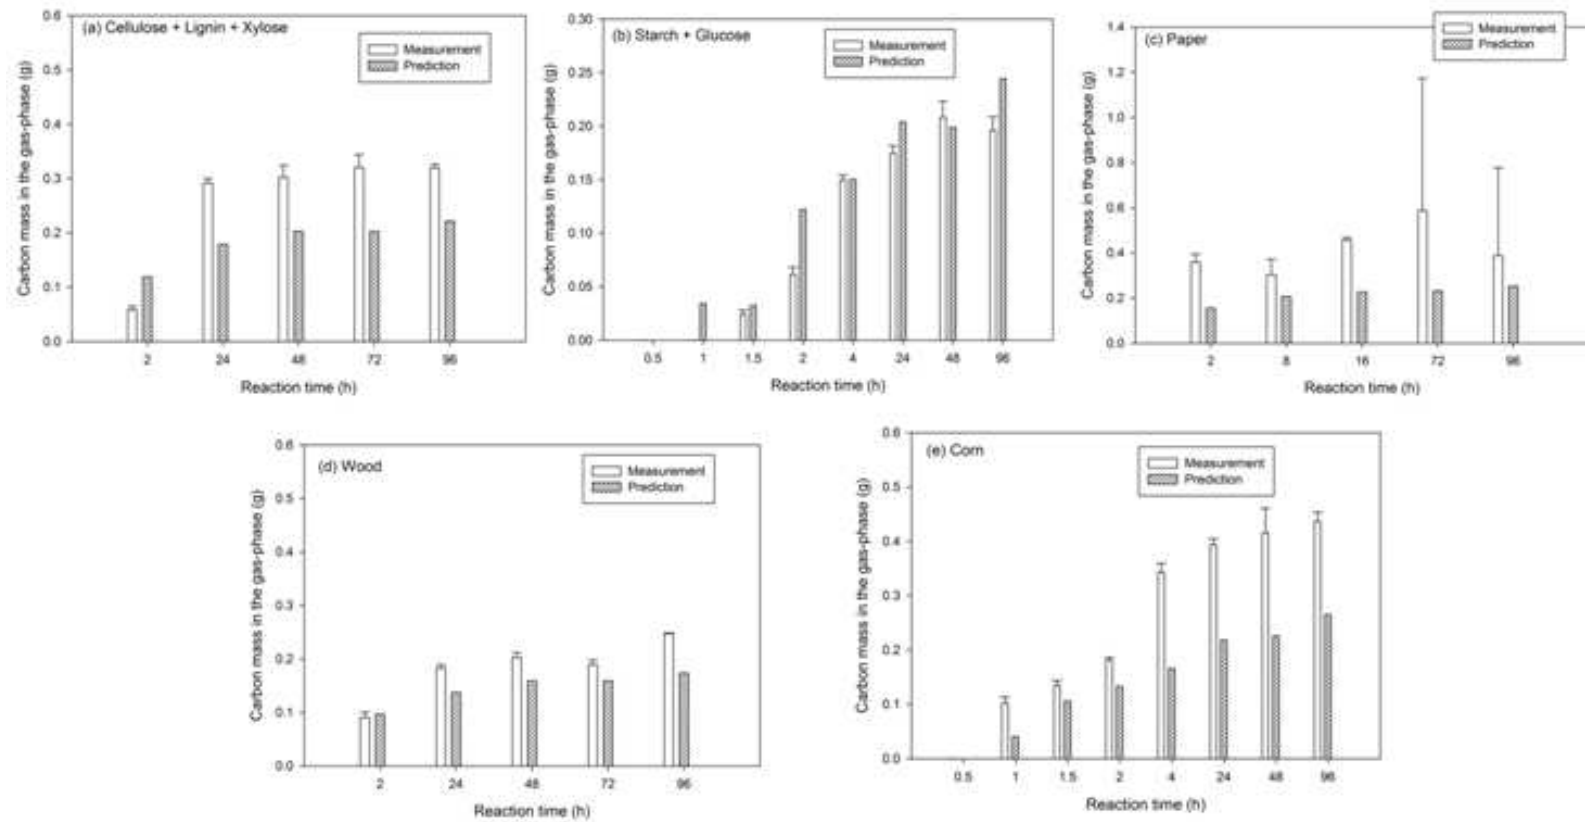 (a) Cellulose + Lignin + Xylose
Measurement
Prediction
Carbon mass in the gas-phase (g)
0.6
0.5
0.4
0.3
0.2
0.1
0.0
2 24 48 72 96
Reaction time (h)
(b) Starch + Glucose
Measurement
Prediction
Carbon mass in the gas-phase (g)
0.30
0.25
0.20
0.15
0.10
0.05
0.00
0.5 1 1.5 2 4 24 48 96
Reaction time (h)
(c) Paper
Measurement
Prediction
Carbon mass in the gas-phase (g)
1.4
1.2
1.0
0.8
0.6
0.4
0.2
0.0
2 8 16 72 96
Reaction time (h)
(d) Wood
Measurement
Prediction
Carbon mass in the gas-phase (g)
0.6
0.5
0.4
0.3
0.2
0.1
0.0
2 24 48 72 96
Reaction time (h)
(e) Corn
Measurement
Prediction
Carbon mass in the gas-phase (g)
0.6
0.5
0.4
0.3
0.2
0.1
0.0
0.5 1 1.5 2 4 24 48 96
Reaction time (h)